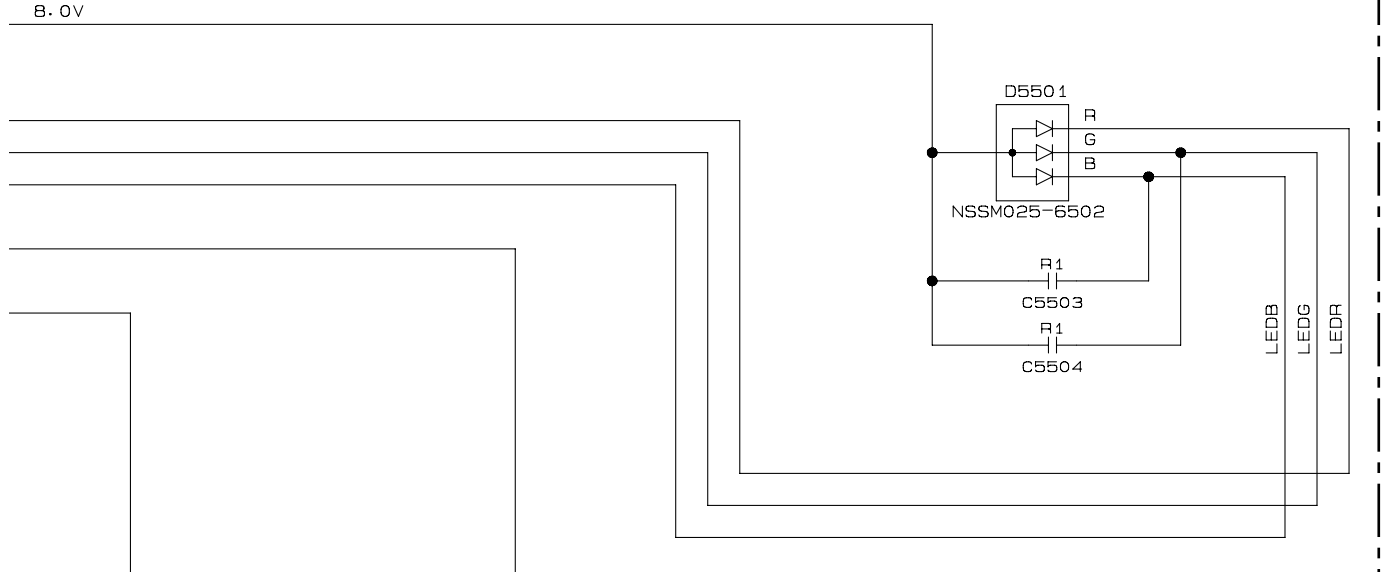 8.0V
D5501
R
G
B
NSSM025-6502
R1
C5503
R1
C5504
LEDB
LEDG
LEDR